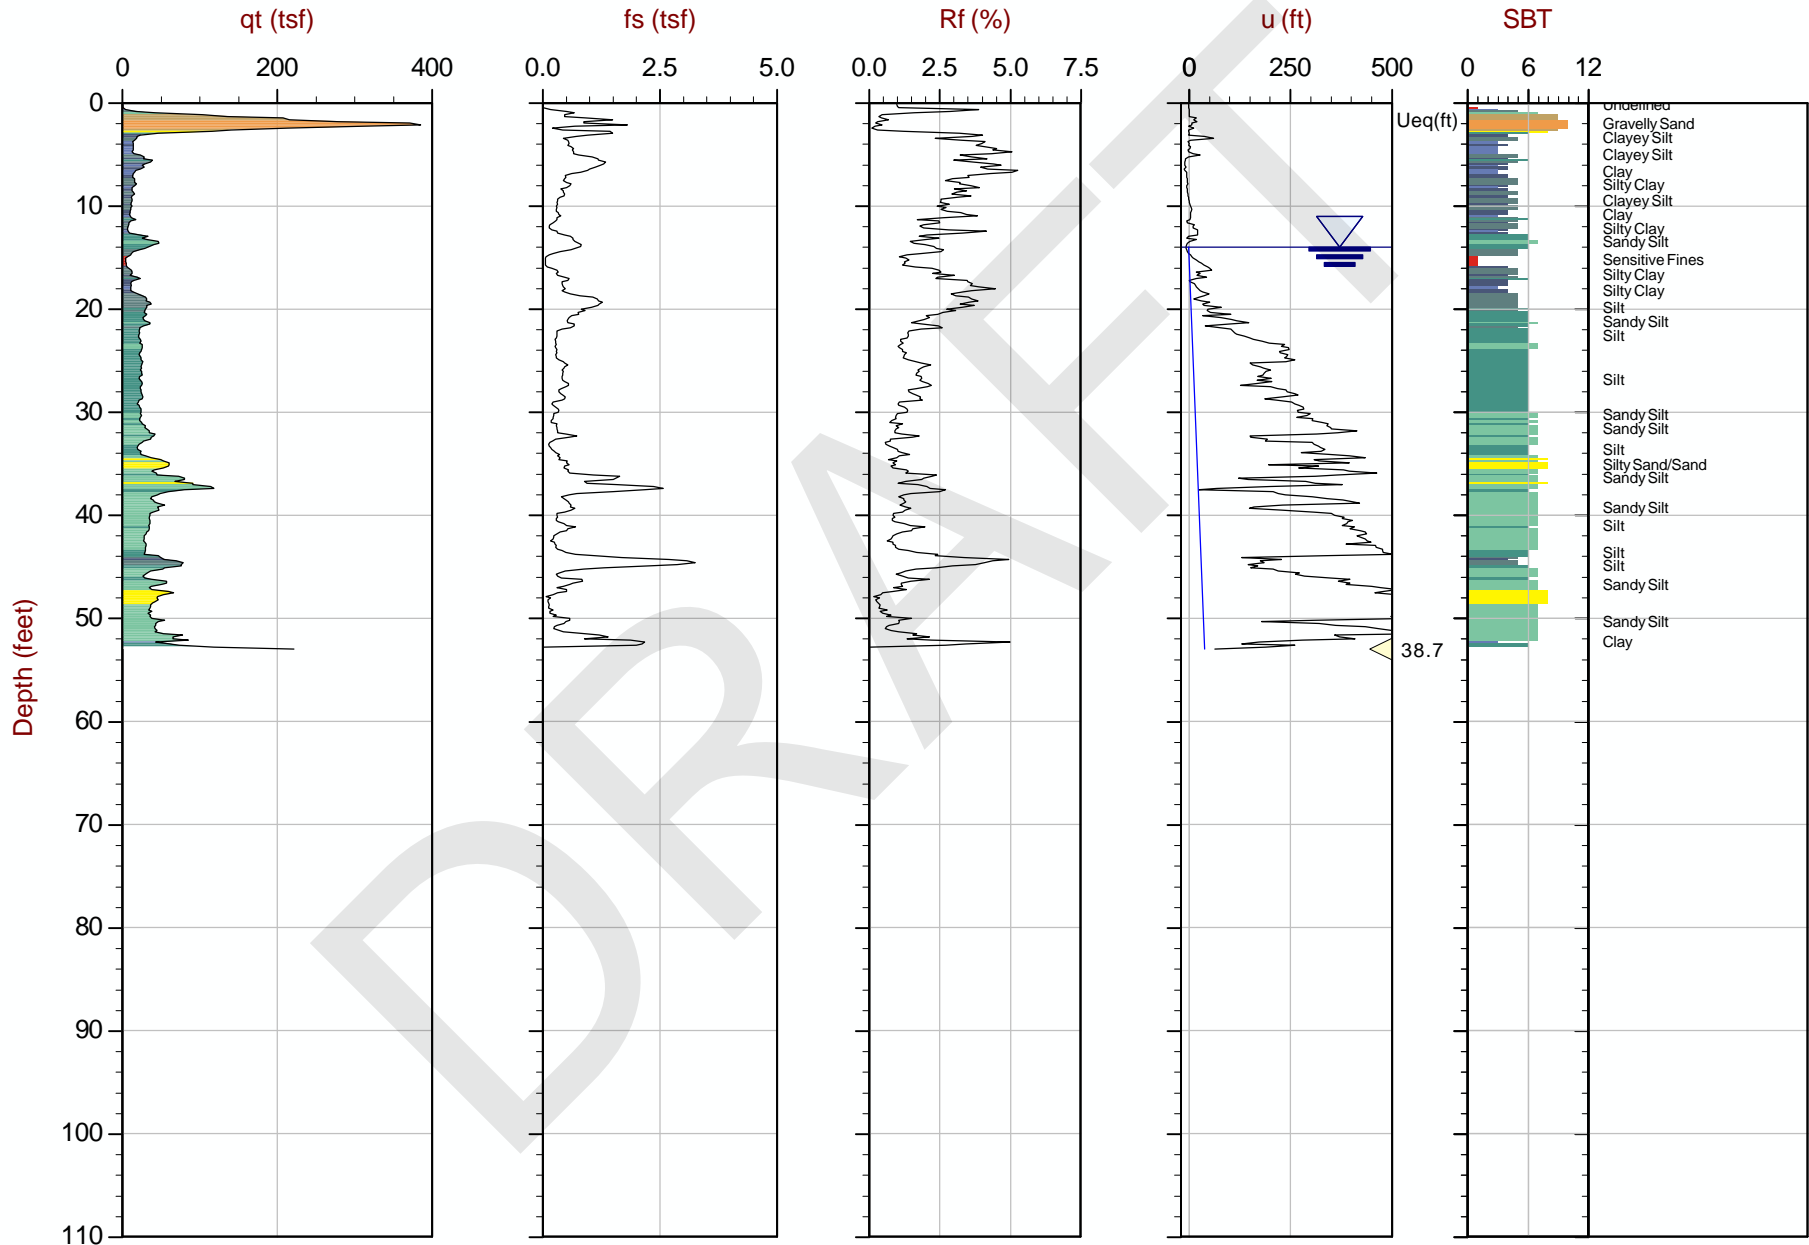 qt (tsf) fs (tsf) Rf (%) u (ft) SBT
0 200 400 0.0 2.5 5.0 0.0 2.5 5.0 7.5 0 250 500 0 6 12
0
Undefined
Ueq(ft)
Gravelly Sand
Clayey Silt
Clayey Silt
Clay
Silty Clay
Clayey Silt
10
Clay
Silty Clay
Sandy Silt
Sensitive Fines
Silty Clay
Silty Clay
Silt
20
Sandy Silt
Silt
Silt
30
Sandy Silt
Sandy Silt
Silt
Silty Sand/Sand
Sandy Silt
Sandy Silt
40
Silt
Silt
Silt
Sandy Silt
50
Sandy Silt
Clay
38.7
60
70
80
90
100
110
Depth (feet)
DRAFT